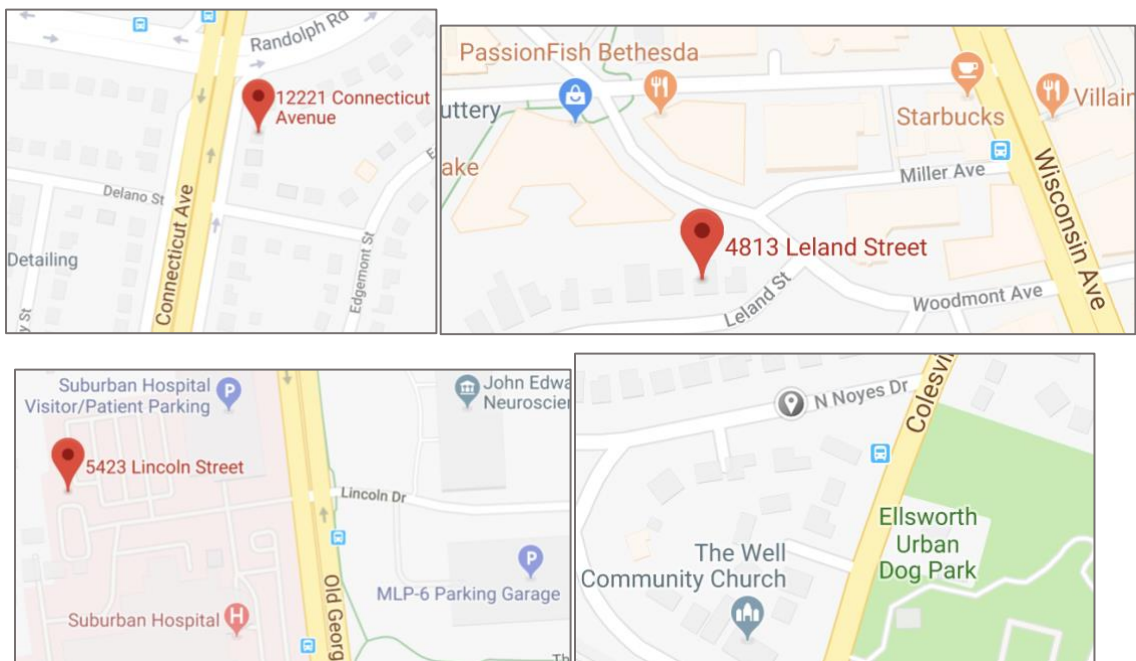 Randolph Rd
12221 Connecticut
Avenue
Delano St
Detailing
Connecticut Ave
Edgemont St
y St
E
PassionFish Bethesda
uttery
ake
Starbucks
Villain
Miller Ave
Wisconsin Ave
4813 Leland Street
Leland St
Woodmont Ave
Suburban Hospital
Visitor/Patient Parking
P
John Edwa
Neuroscien
5423 Lincoln Street
Lincoln Dr
P
MLP-6 Parking Garage
Suburban Hospital
H
Old Georg
Th
N Noyes Dr
Colesvi
Ellsworth
Urban
Dog Park
The Well
Community Church